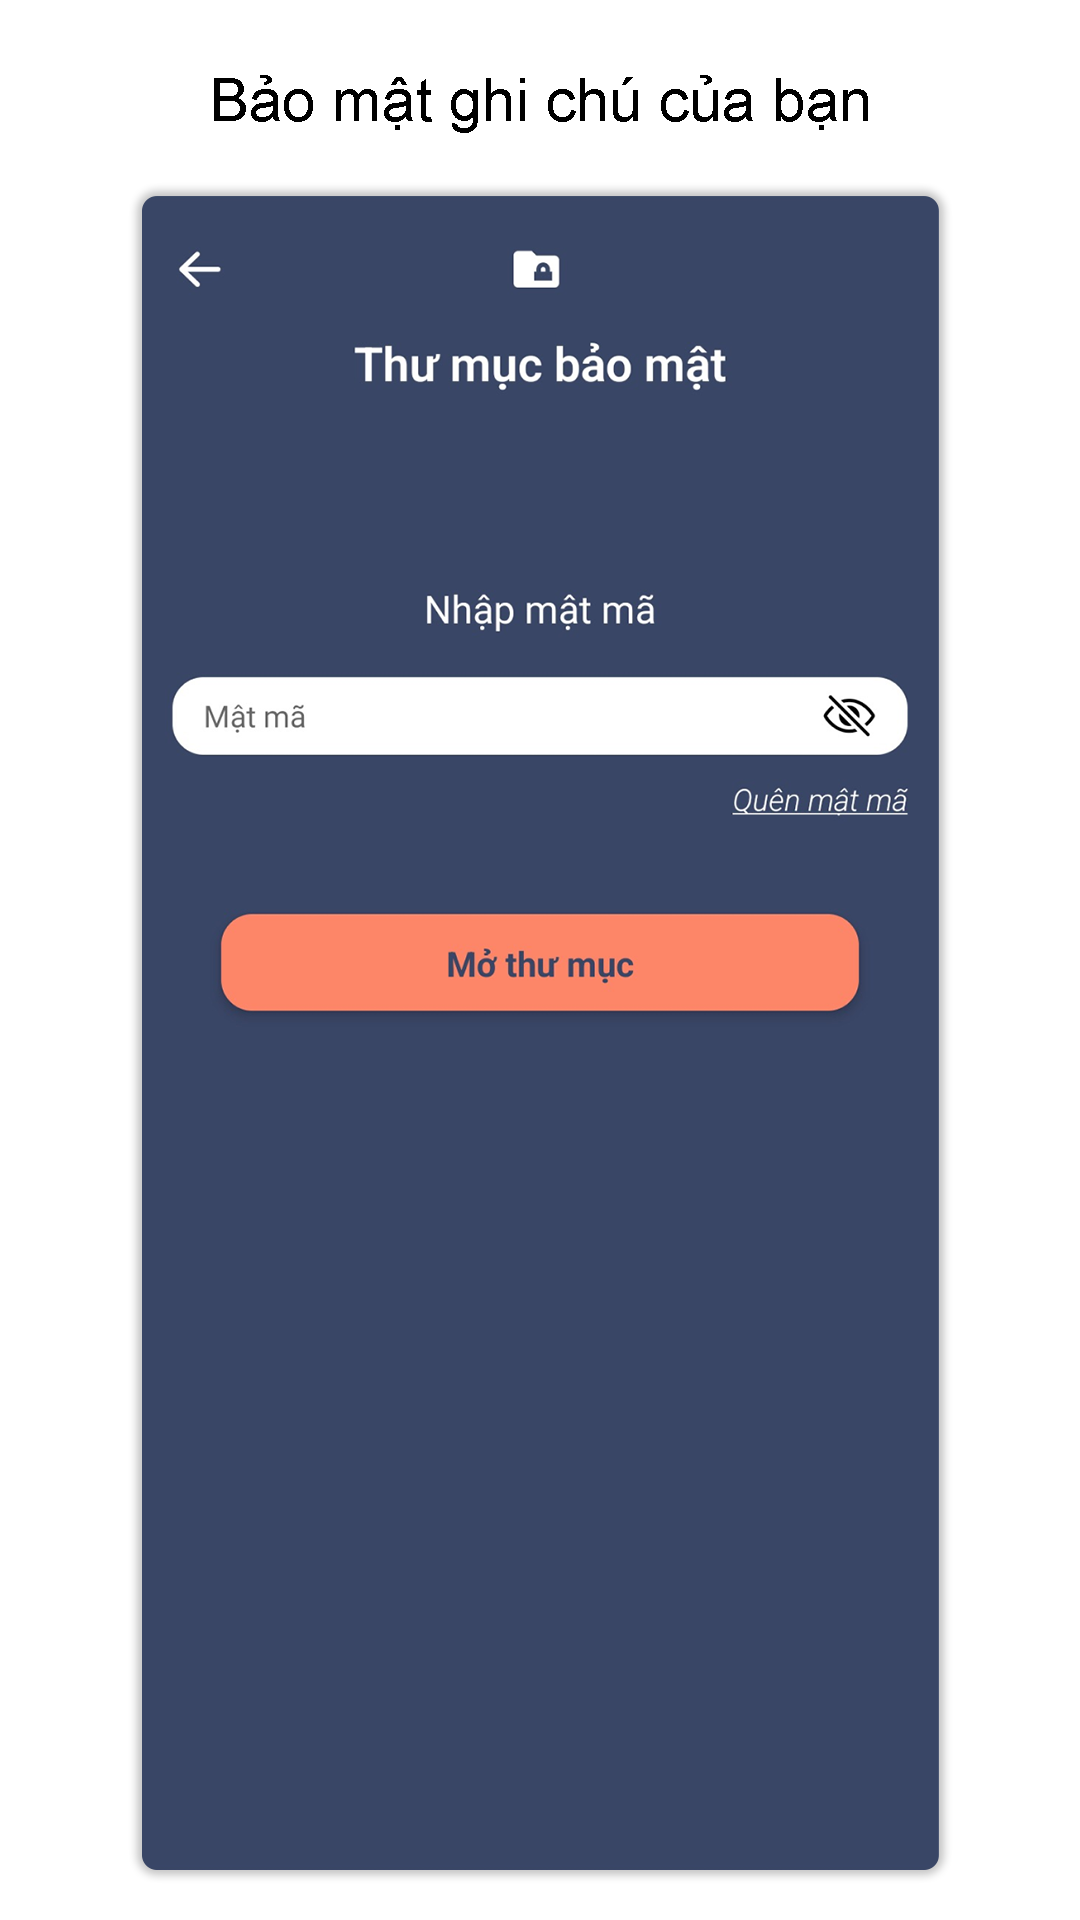 Bảo mật ghi chú của bạn
Thư mục bảo mật
Nhập mật mã
Mật mã
Quên mật mã
Mở thư mục